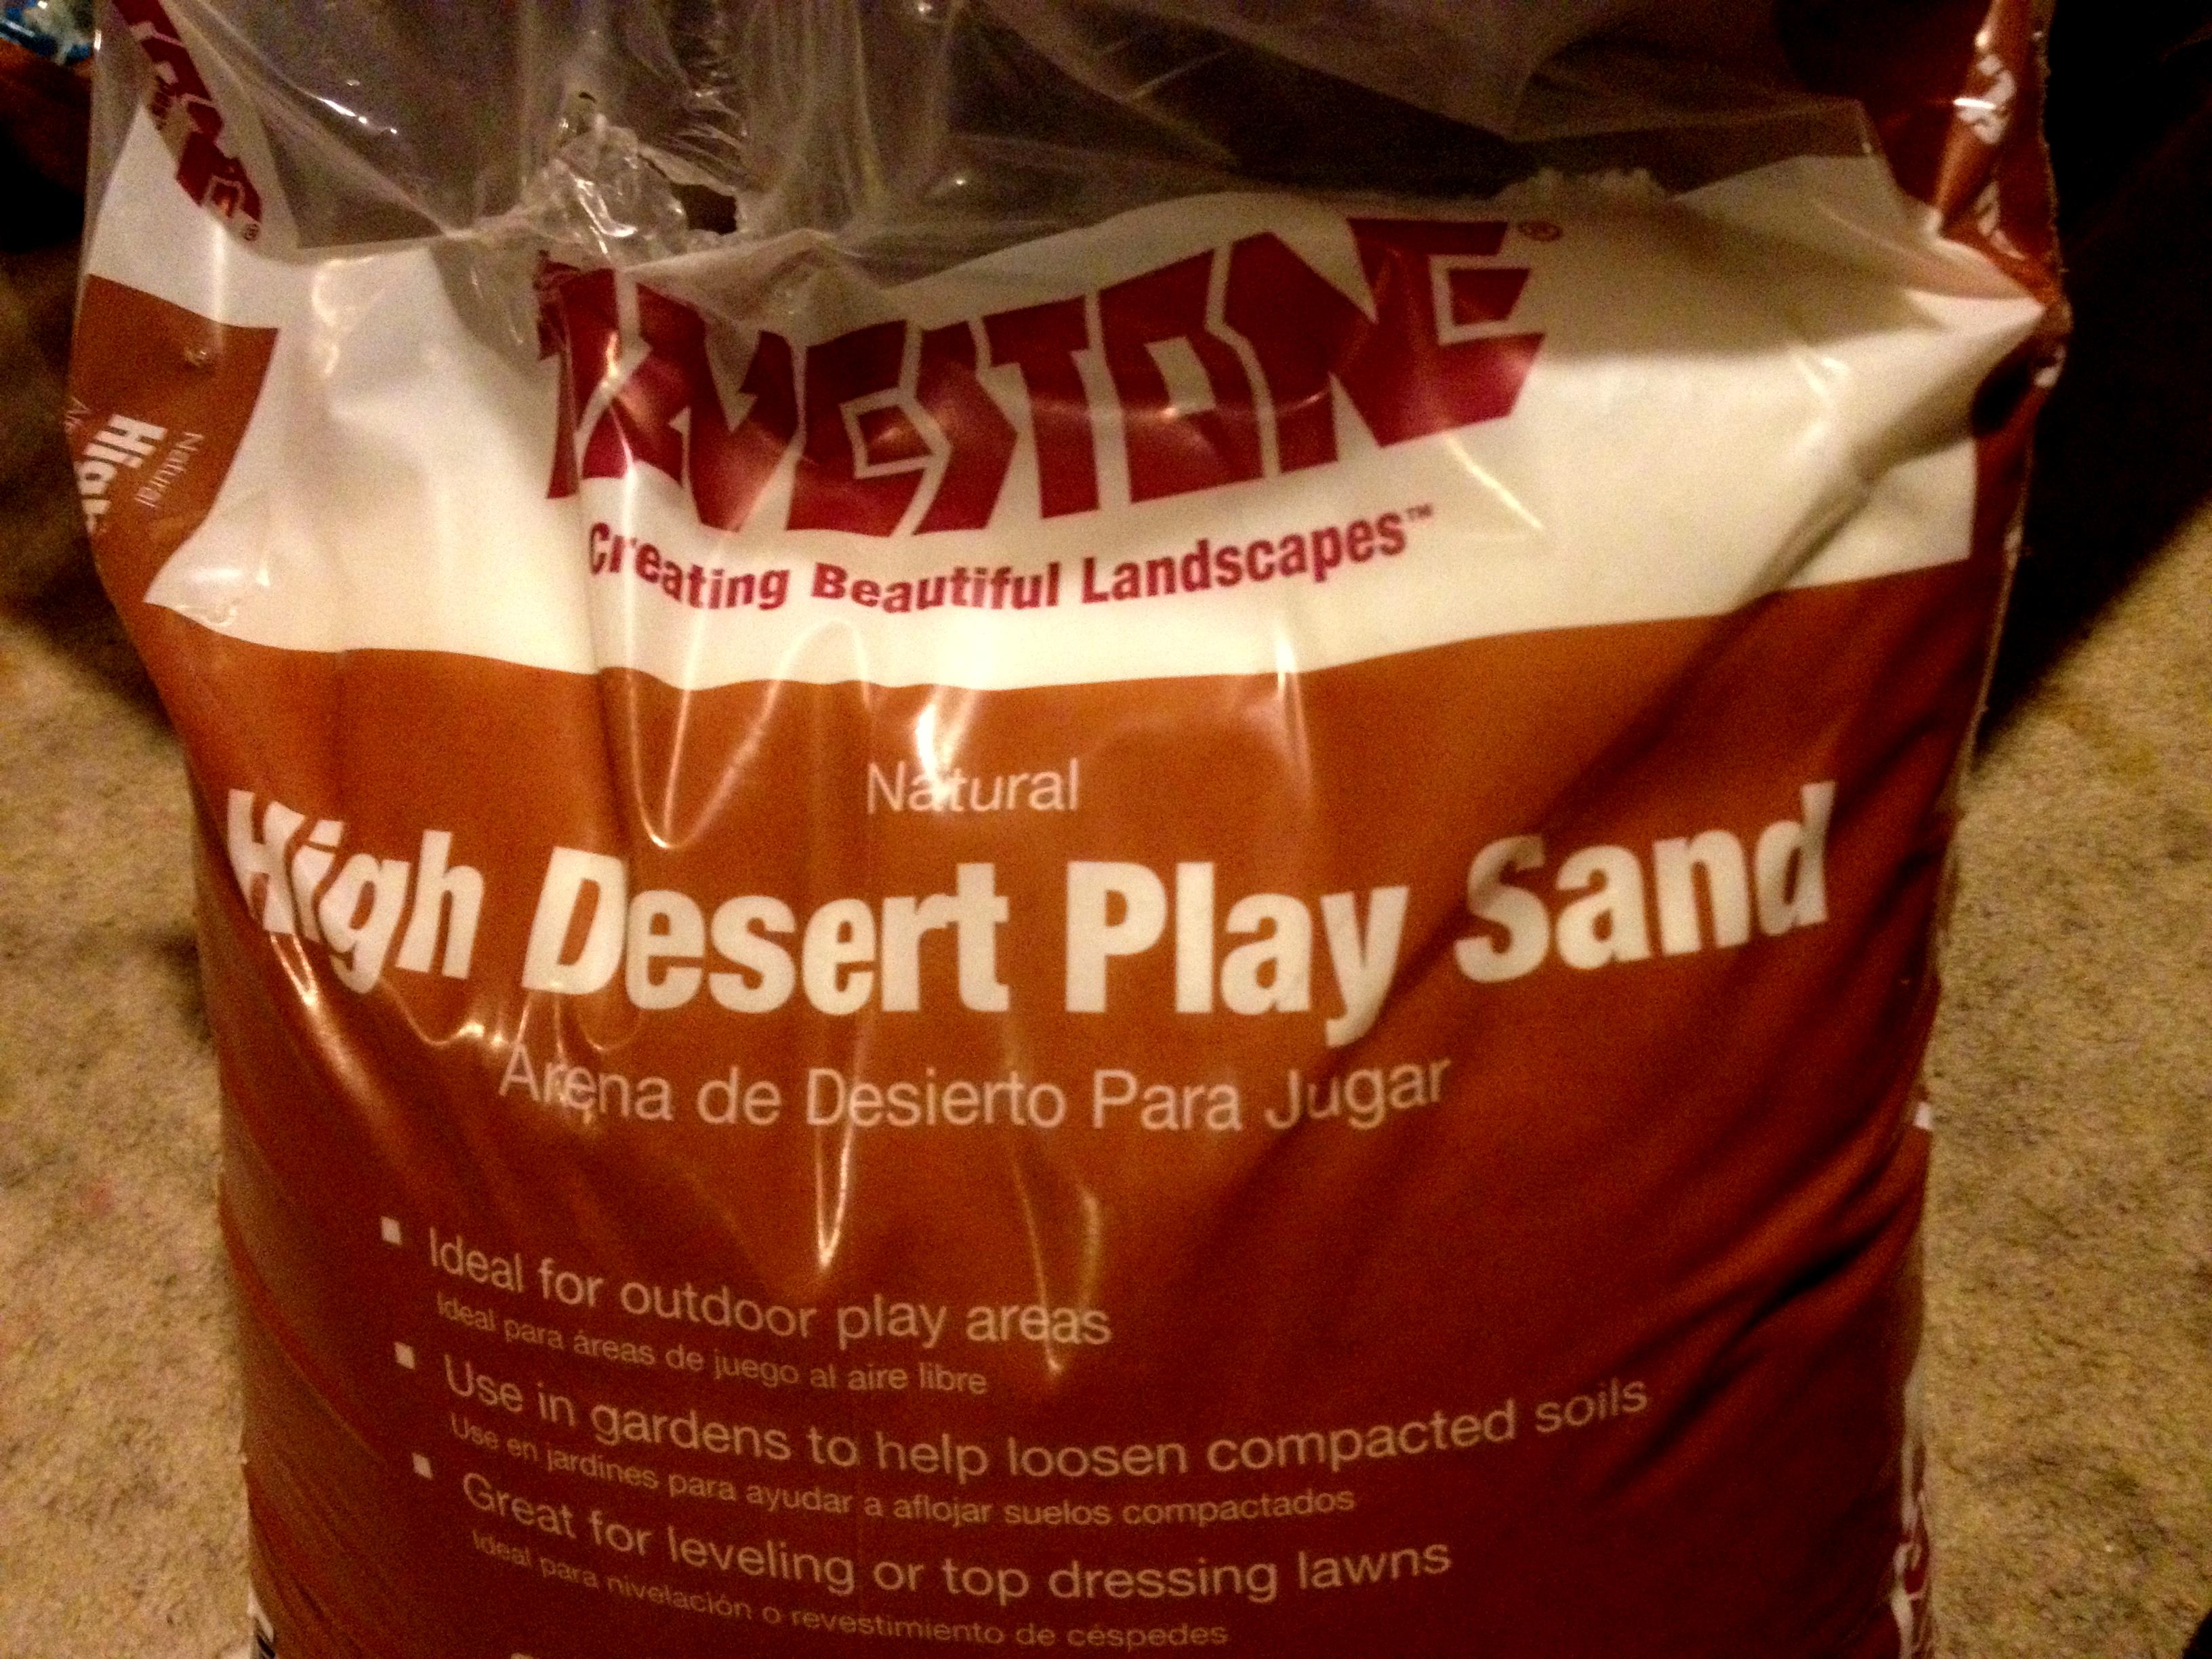 PAVESTONE®
Creating Beautiful Landscapes™
Natural
High Desert Play Sand
Arena de Desierto Para Jugar
Ideal for outdoor play areas
Ideal para áreas de juego al aire libre
Use in gardens to help loosen compacted soils
Use en jardines para ayudar a aflojar suelos compactados
Great for leveling or top dressing lawns
Ideal para nivelación o revestimiento de céspedes
Natural